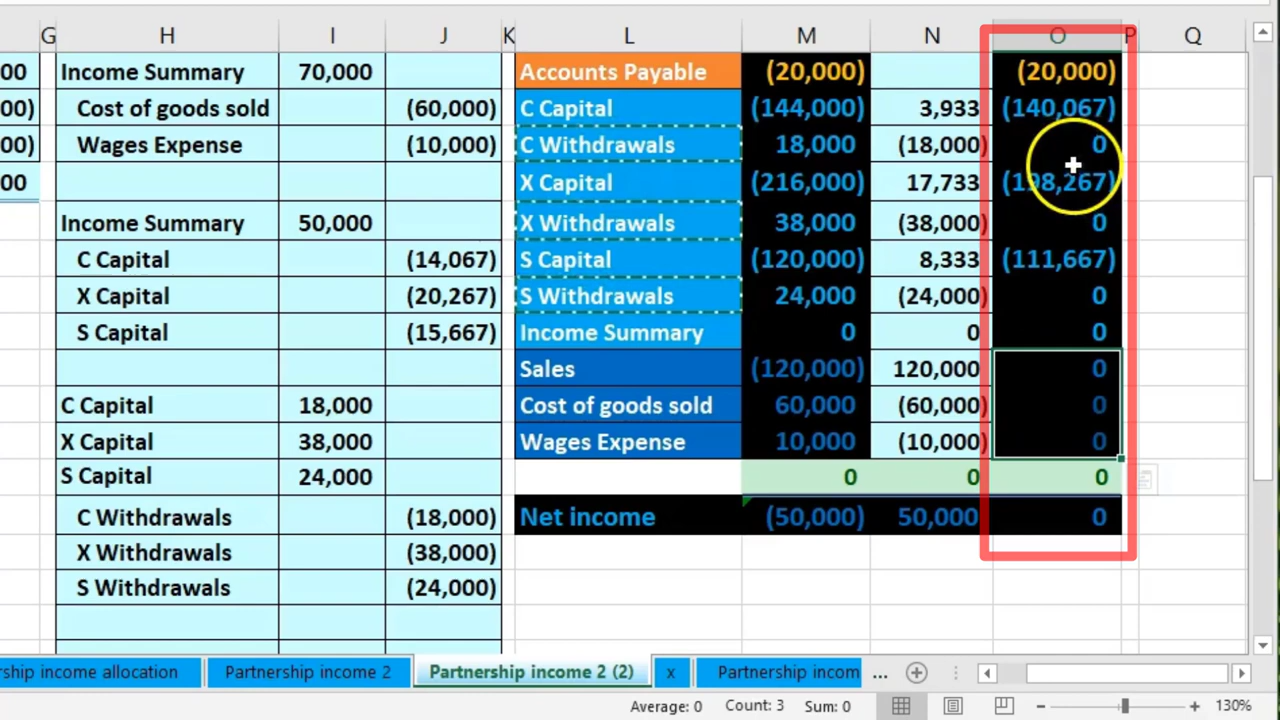 G H I J K L M N O P Q
00 Income Summary 70,000 Accounts Payable (20,000) (20,000)
00) Cost of goods sold (60,000) C Capital (144,000) 3,933 (140,067)
00) Wages Expense (10,000) C Withdrawals 18,000 (18,000) 0
00 X Capital (216,000) 17,733 (198,267)
Income Summary 50,000 X Withdrawals 38,000 (38,000) 0
C Capital (14,067) S Capital (120,000) 8,333 (111,667)
X Capital (20,267) S Withdrawals 24,000 (24,000) 0
S Capital (15,667) Income Summary 0 0 0
Sales (120,000) 120,000 0
C Capital 18,000 Cost of goods sold 60,000 (60,000) 0
X Capital 38,000 Wages Expense 10,000 (10,000) 0
S Capital 24,000 0 0 0
C Withdrawals (18,000) Net income (50,000) 50,000 0
X Withdrawals (38,000)
S Withdrawals (24,000)
rship income allocation Partnership income 2 Partnership income 2 (2) x Partnership incom ...
Average: 0 Count: 3 Sum: 0 130%